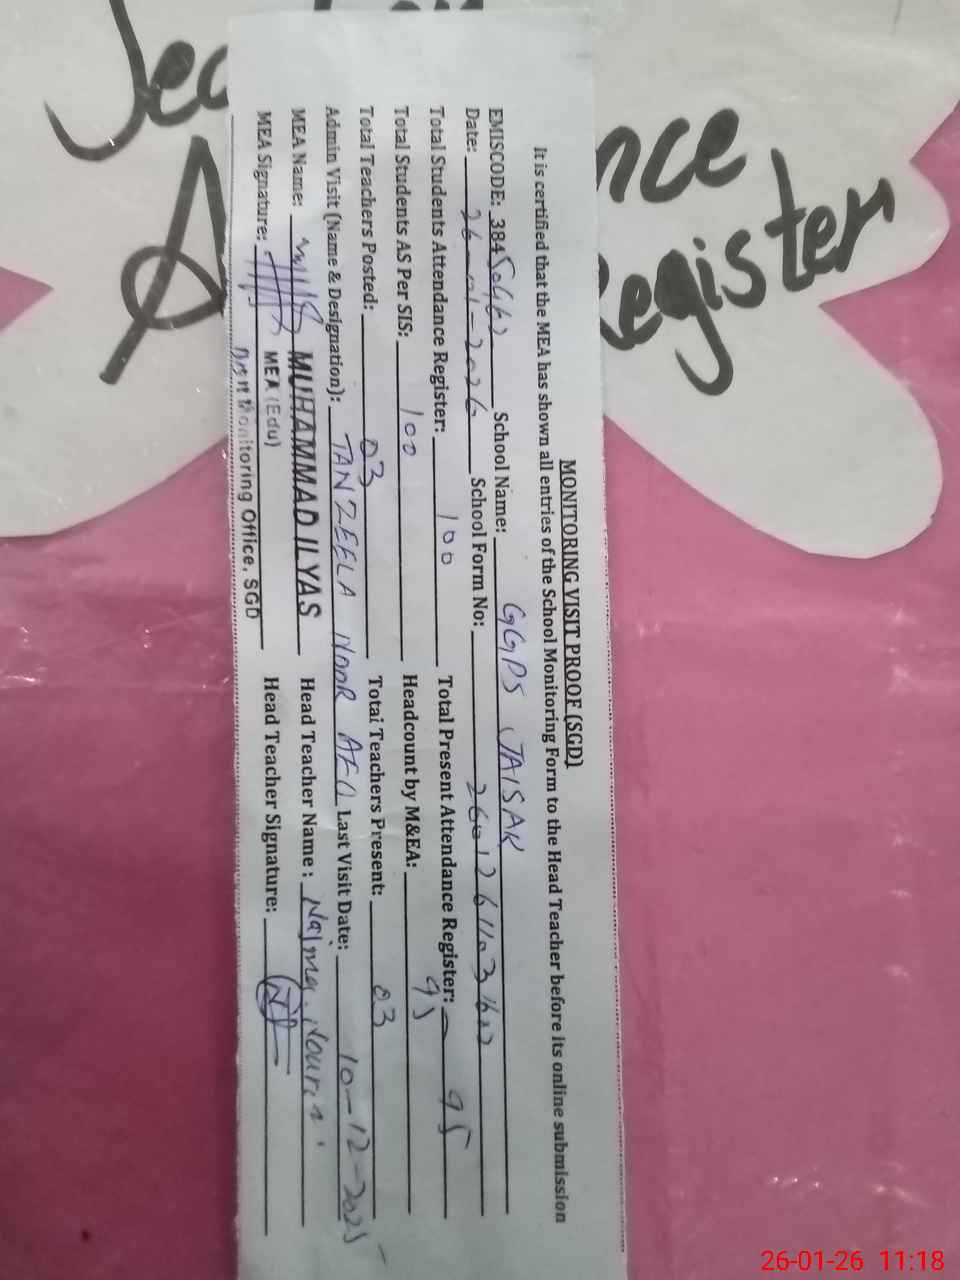 nce
Register
MONITORING VISIT PROOF (SGD)
It is certified that the MEA has shown all entries of the School Monitoring Form to the Head Teacher before its online submission
EMISCODE: 384 School Name: GGPS JAISAK
Date: 26-01-2026 School Form No:
Total Students Attendance Register: 100 Total Present Attendance Register: 95
Total Students AS Per SIS: 100 Headcount by M&EA: 95
Total Teachers Posted: 03 Total Teachers Present: 03
Admin Visit (Name & Designation): TANZEELA NOOR AEO Last Visit Date: 10-12-2025
MEA Name: MUHAMMAD ILYAS Head Teacher Name: Najma Nourin
MEA Signature: MEA (Edu) Head Teacher Signature:
Monitoring Office, SGD
26-01-26 11:18